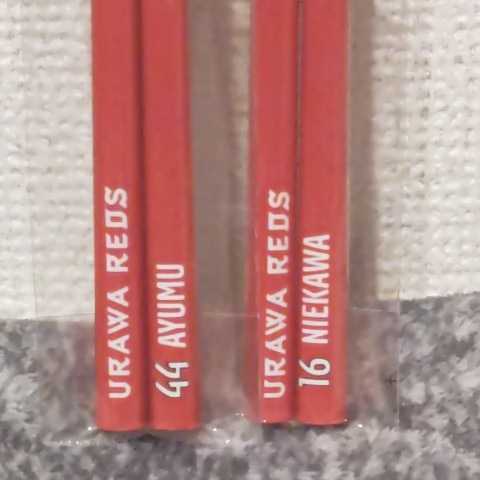 URAWA REDS
44 AYUMU
URAWA REDS
16 NIEKAWA